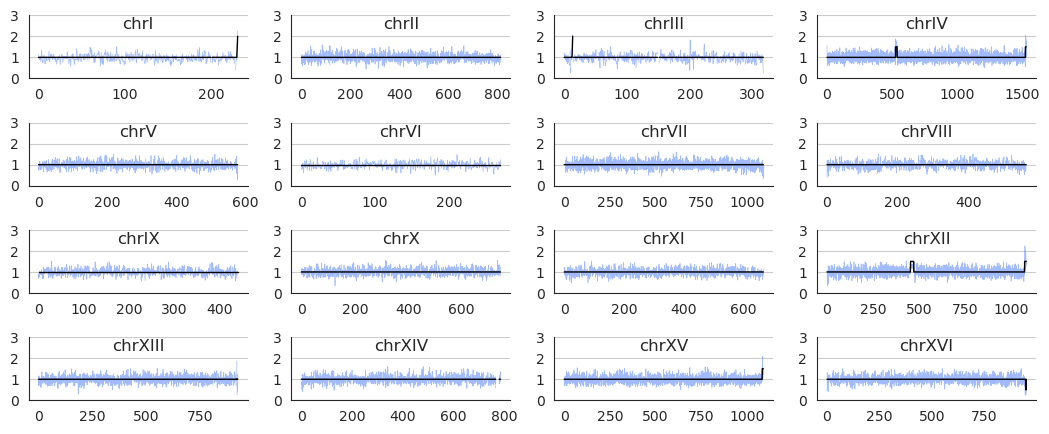 3 chrI 3 chrII 3 chrIII 3 chrIV
2 2 2 2
1 1 1 1
0 0 0 0
0 100 200 0 200 400 600 800 0 100 200 300 0 500 1000 1500
3 chrV 3 chrVI 3 chrVII 3 chrVIII
2 2 2 2
1 1 1 1
0 0 0 0
0 200 400 600 0 100 200 0 250 500 750 1000 0 200 400
3 chrIX 3 chrX 3 chrXI 3 chrXII
2 2 2 2
1 1 1 1
0 0 0 0
0 100 200 300 400 0 200 400 600 0 200 400 600 0 250 500 750 1000
3 chrXIII 3 chrXIV 3 chrXV 3 chrXVI
2 2 2 2
1 1 1 1
0 0 0 0
0 250 500 750 0 200 400 600 800 0 250 500 750 1000 0 250 500 750